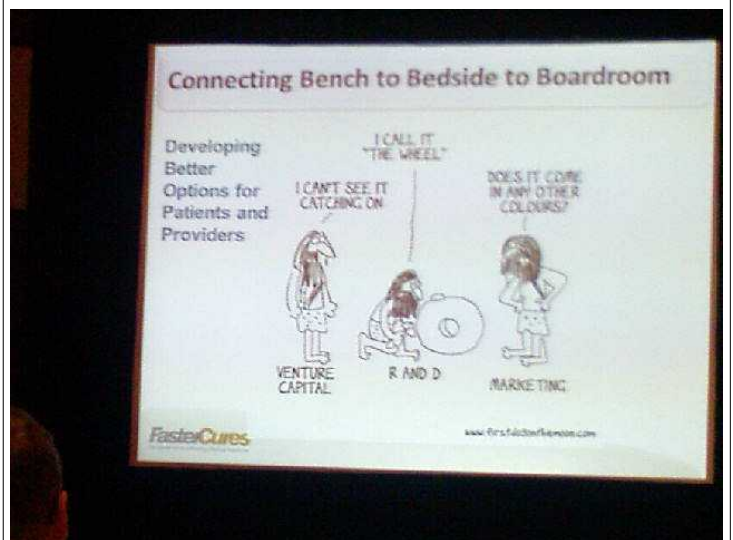 Connecting Bench to Bedside to Boardroom
Developing
Better
Options for
Patients and
Providers
I CAN'T SEE IT
CATCHING ON
I CALL IT
"THE WHEEL"
DOES IT COME
IN ANY OTHER
COLOURS?
VENTURE
CAPITAL
R AND D
MARKETING
FasterCures